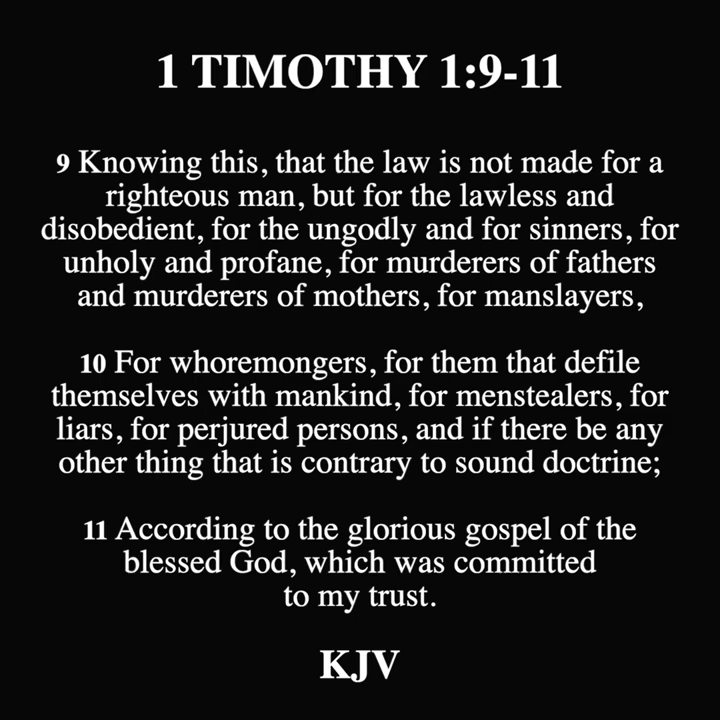 1 TIMOTHY 1:9-11
9 Knowing this, that the law is not made for a
righteous man, but for the lawless and
disobedient, for the ungodly and for sinners, for
unholy and profane, for murderers of fathers
and murderers of mothers, for manslayers,
10 For whoremongers, for them that defile
themselves with mankind, for menstealers, for
liars, for perjured persons, and if there be any
other thing that is contrary to sound doctrine;
11 According to the glorious gospel of the
blessed God, which was committed
to my trust.
KJV